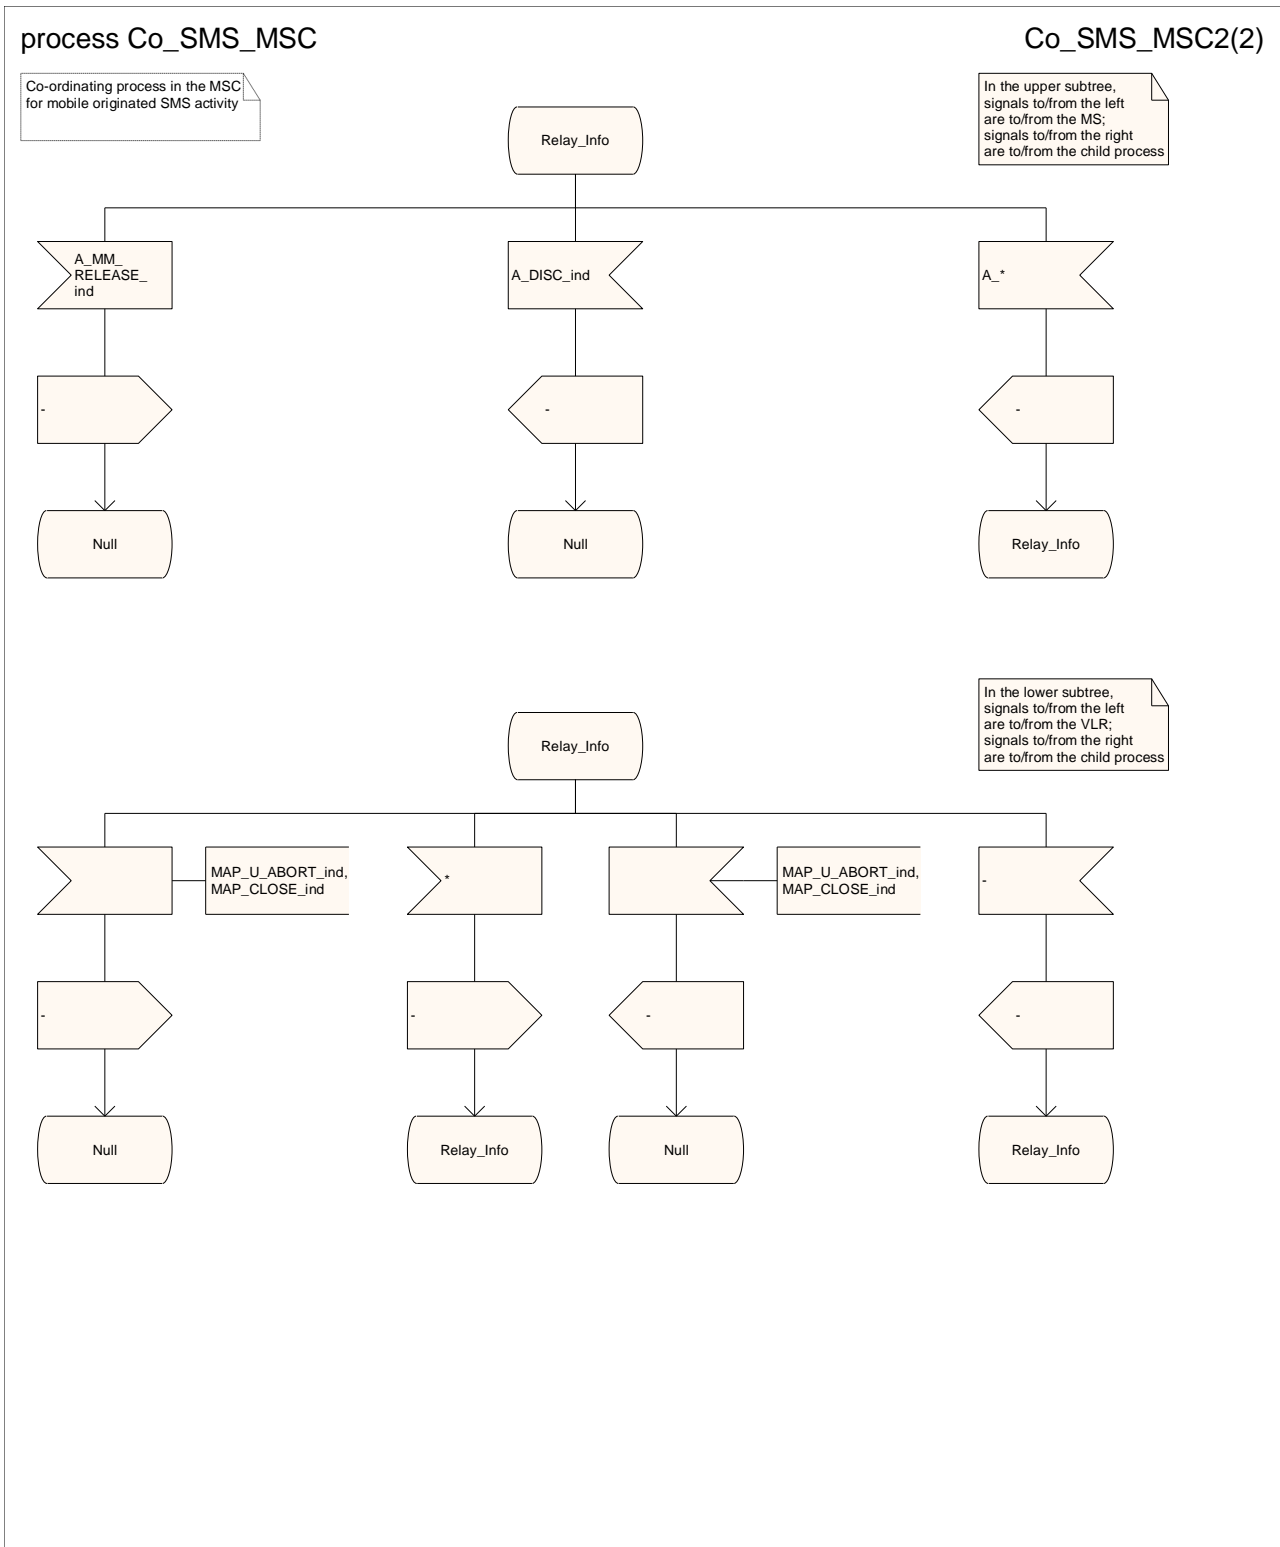 process Co_SMS_MSC
Co_SMS_MSC2(2)
Co-ordinating process in the MSC
for mobile originated SMS activity
In the upper subtree,
signals to/from the left
are to/from the MS;
signals to/from the right
are to/from the child process
Relay_Info
A_MM_
RELEASE_
ind
A_DISC_ind
A_*
-
-
-
Null
Null
Relay_Info
In the lower subtree,
signals to/from the left
are to/from the VLR;
signals to/from the right
are to/from the child process
Relay_Info
MAP_U_ABORT_ind,
MAP_CLOSE_ind
*
MAP_U_ABORT_ind,
MAP_CLOSE_ind
-
-
-
-
-
Null
Relay_Info
Null
Relay_Info